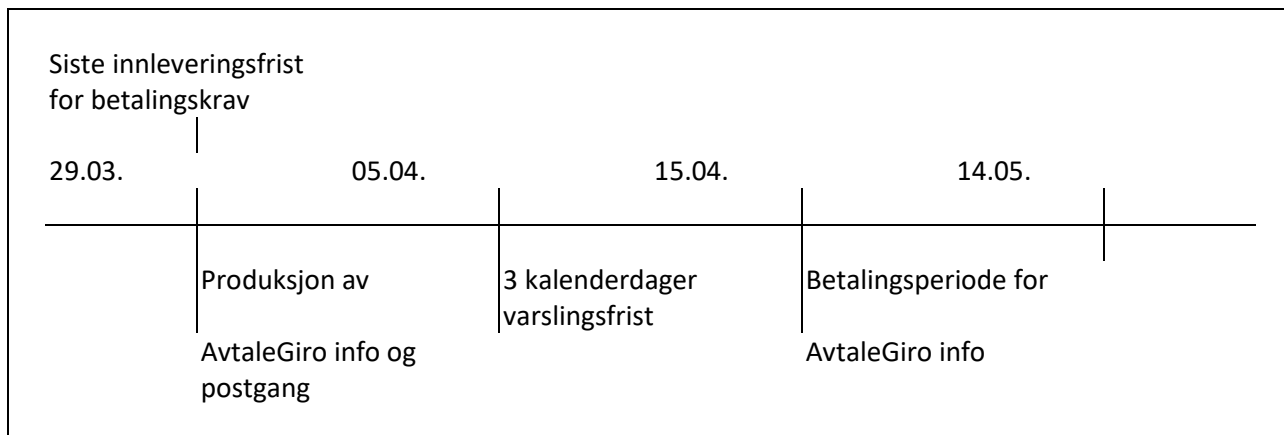 Siste innleveringsfrist
for betalingskrav
29.03. 05.04. 15.04. 14.05.
Produksjon av
AvtaleGiro info og
postgang
3 kalenderdager
varslingsfrist
Betalingsperiode for
AvtaleGiro info